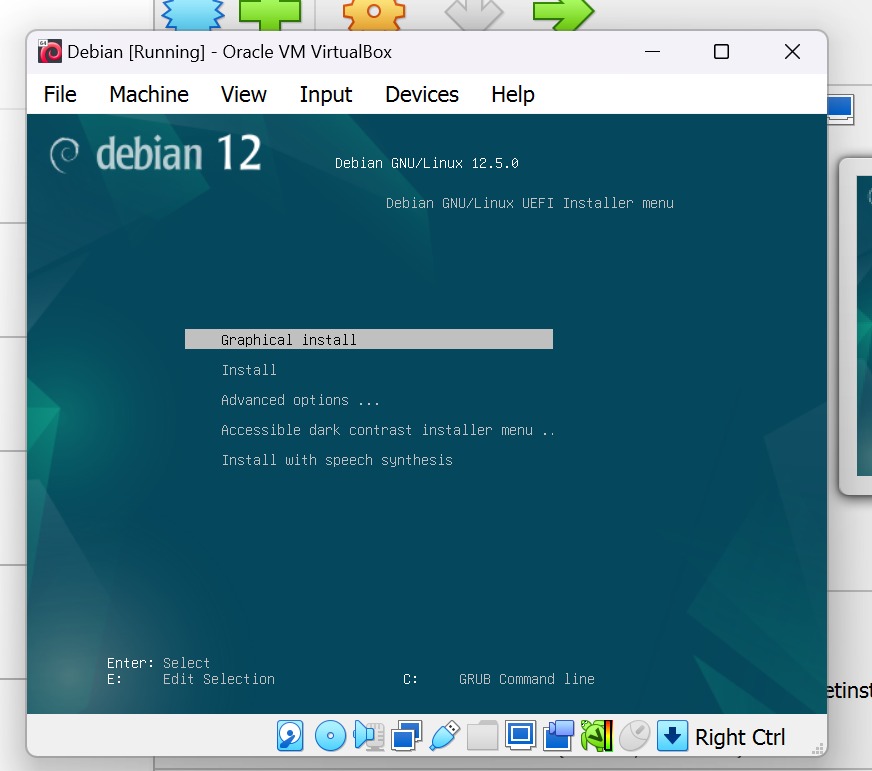 Debian [Running] - Oracle VM VirtualBox
File Machine View Input Devices Help
debian 12
Debian GNU/Linux 12.5.0
Debian GNU/Linux UEFI Installer menu
Graphical install
Install
Advanced options ...
Accessible dark contrast installer menu ..
Install with speech synthesis
Enter: Select
E: Edit Selection C: GRUB Command line
etinst
Right Ctrl